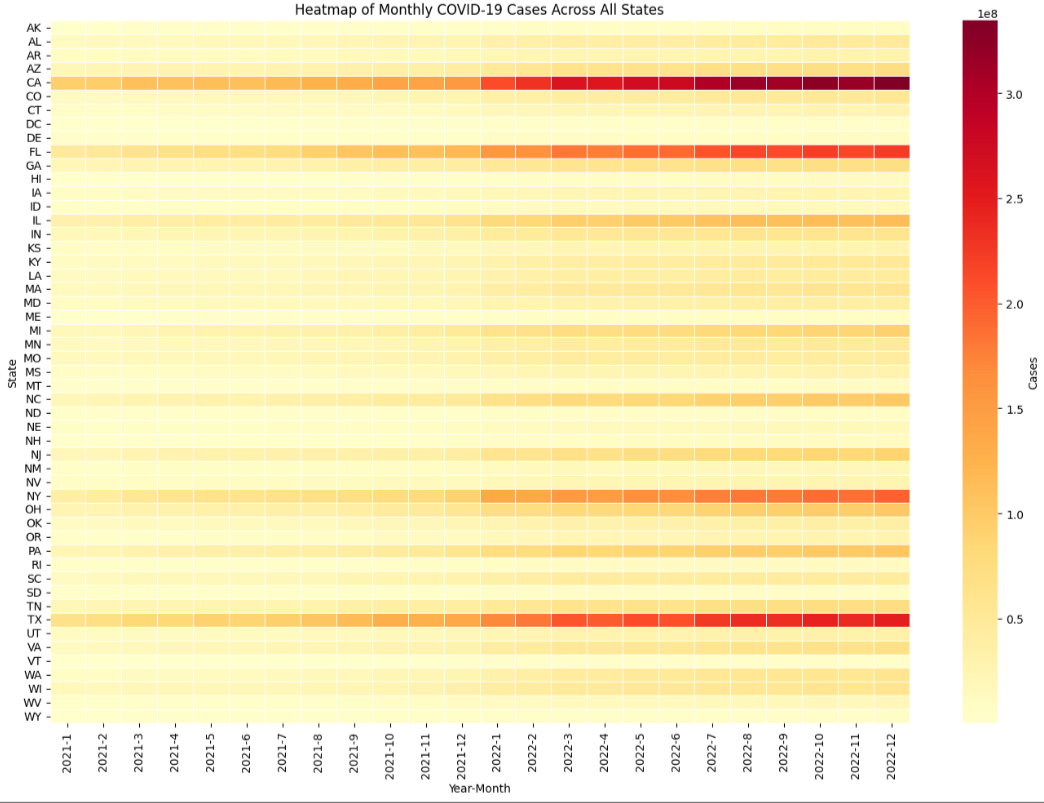 Heatmap of Monthly COVID-19 Cases Across All States
1e8
AK
AL
AR
AZ
CA
CO
CT
DC
DE
FL
GA
HI
IA
ID
IL
IN
KS
KY
LA
MA
MD
ME
MI
MN
MO
MS
MT
NC
ND
NE
NH
NJ
NM
NV
NY
OH
OK
OR
PA
RI
SC
SD
TN
TX
UT
VA
VT
WA
WI
WV
WY
State
2021-1
2021-2
2021-3
2021-4
2021-5
2021-6
2021-7
2021-8
2021-9
2021-10
2021-11
2021-12
2022-1
2022-2
2022-3
2022-4
2022-5
2022-6
2022-7
2022-8
2022-9
2022-10
2022-11
2022-12
Year-Month
3.0
2.5
2.0
1.5
1.0
0.5
Cases